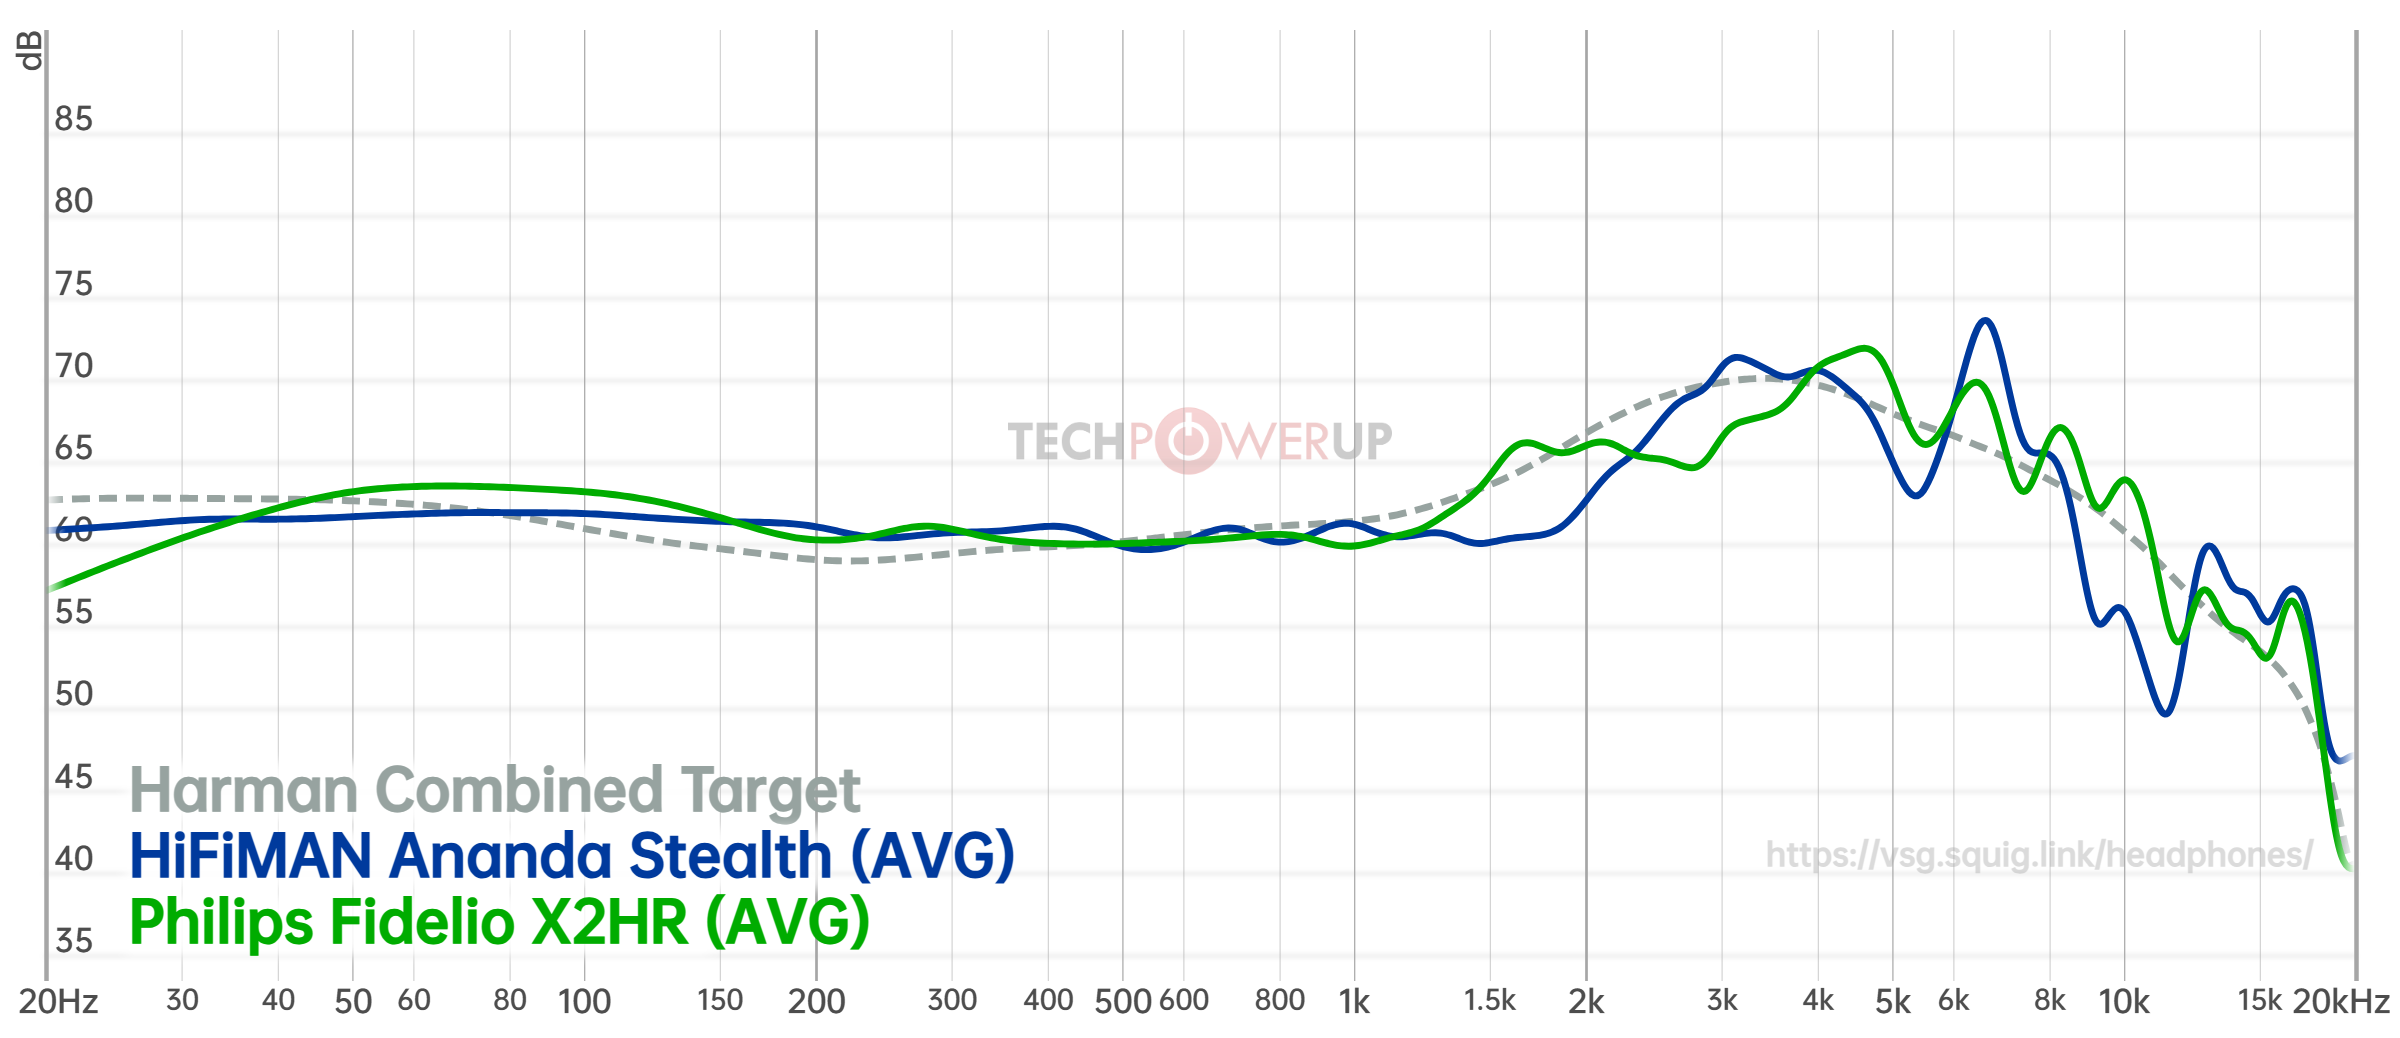 dB
85
80
75
70
65
60
55
50
45
40
35
TECHPOWERUP
Harman Combined Target
HiFiMAN Ananda Stealth (AVG)
Philips Fidelio X2HR (AVG)
https://vsg.squig.link/headphones/
20Hz 30 40 50 60 80 100 150 200 300 400 500 600 800 1k 1.5k 2k 3k 4k 5k 6k 8k 10k 15k 20kHz